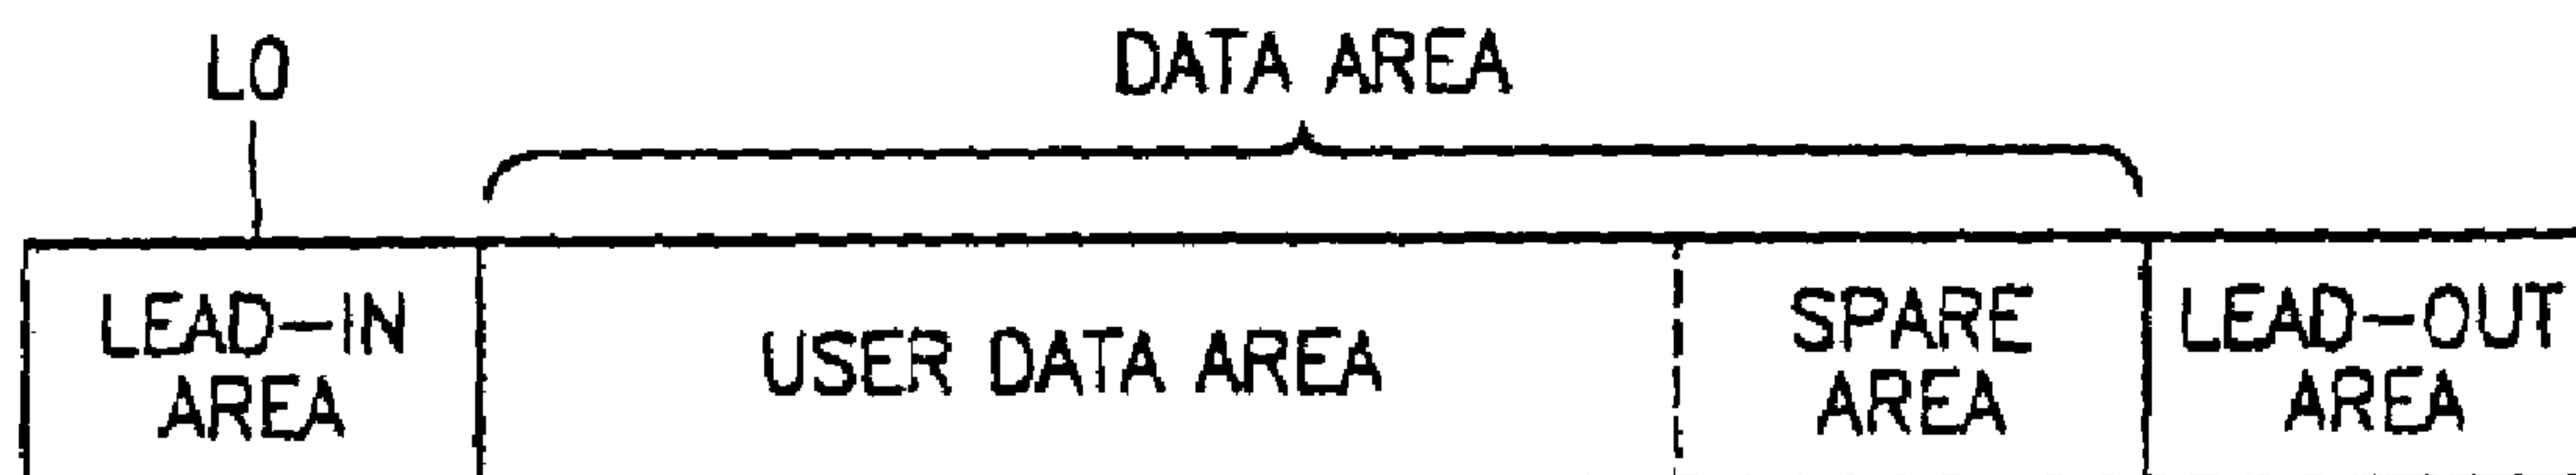 L0
DATA AREA
LEAD-IN
AREA
USER DATA AREA
SPARE
AREA
LEAD-OUT
AREA